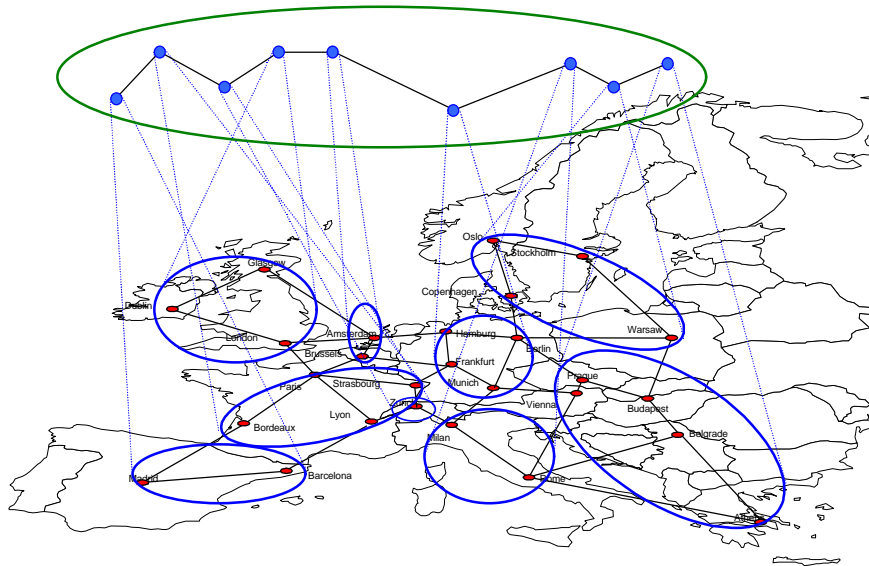 Oslo
Stockholm
Glasgow
Copenhagen
Dublin
Amsterdam
Hamburg
Warsaw
London
Berlin
Brussels
Frankfurt
Paris
Strasbourg
Munich
Prague
Zurich
Vienna
Budapest
Lyon
Bordeaux
Milan
Belgrade
Madrid
Barcelona
Rome
Athens